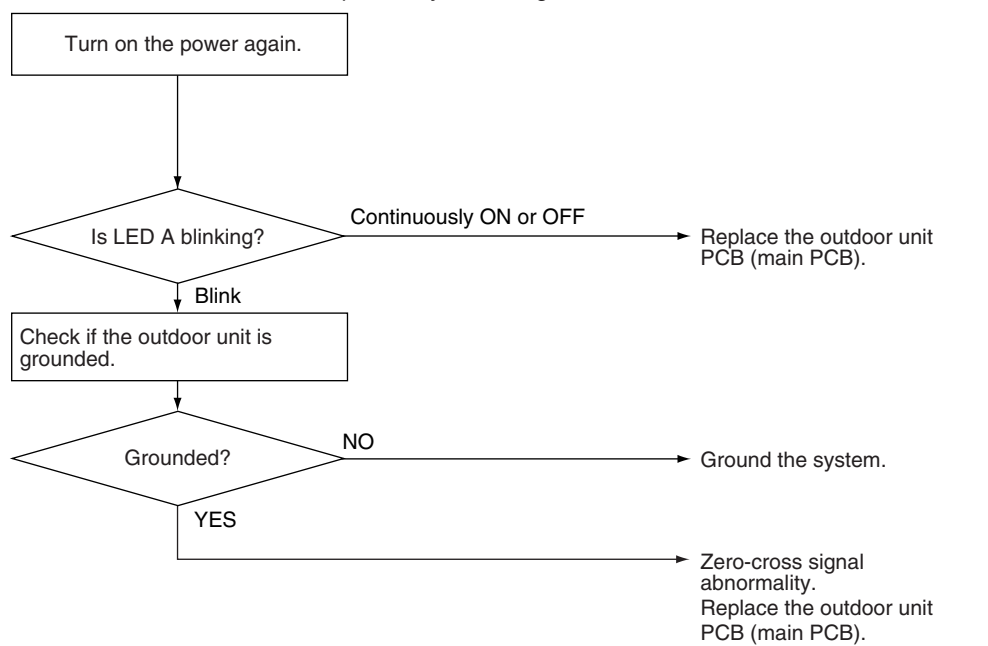 Turn on the power again.
Is LED A blinking?
Continuously ON or OFF
Replace the outdoor unit
PCB (main PCB).
Blink
Check if the outdoor unit is
grounded.
Grounded?
NO
Ground the system.
YES
Zero-cross signal
abnormality.
Replace the outdoor unit
PCB (main PCB).